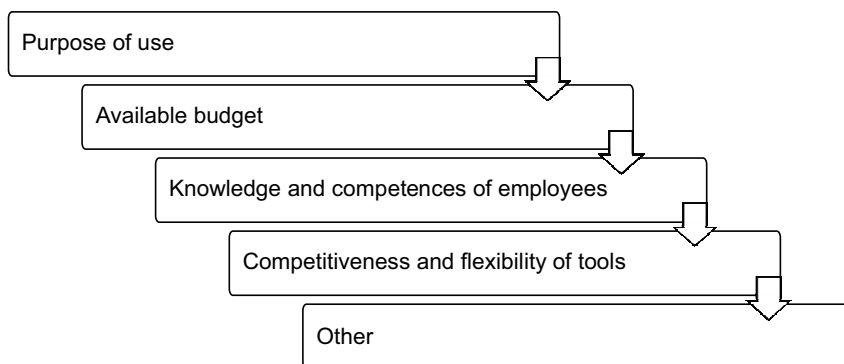 Purpose of use
Available budget
Knowledge and competences of employees
Competitiveness and flexibility of tools
Other